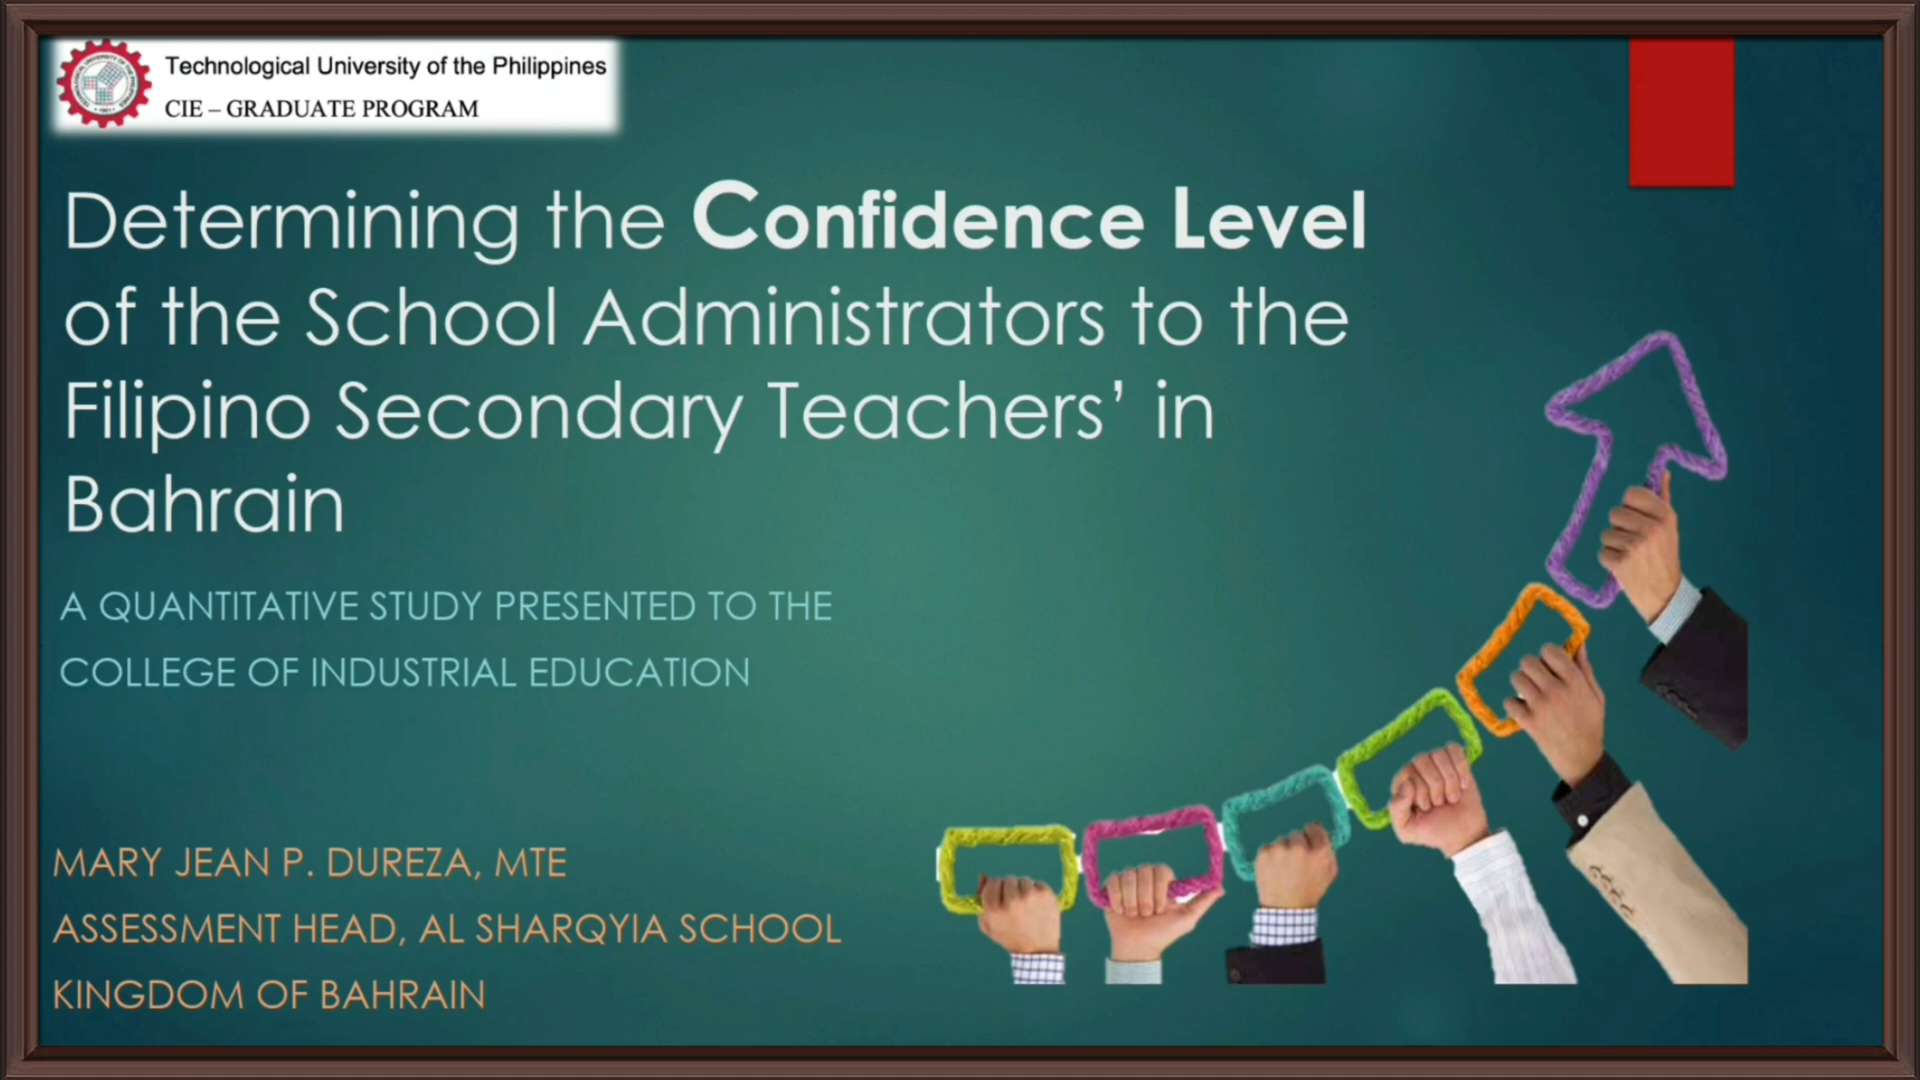 Technological University of the Philippines
CIE – GRADUATE PROGRAM
Determining the Confidence Level
of the School Administrators to the
Filipino Secondary Teachers’ in
Bahrain
A QUANTITATIVE STUDY PRESENTED TO THE
COLLEGE OF INDUSTRIAL EDUCATION
MARY JEAN P. DUREZA, MTE
ASSESSMENT HEAD, AL SHARQYIA SCHOOL
KINGDOM OF BAHRAIN